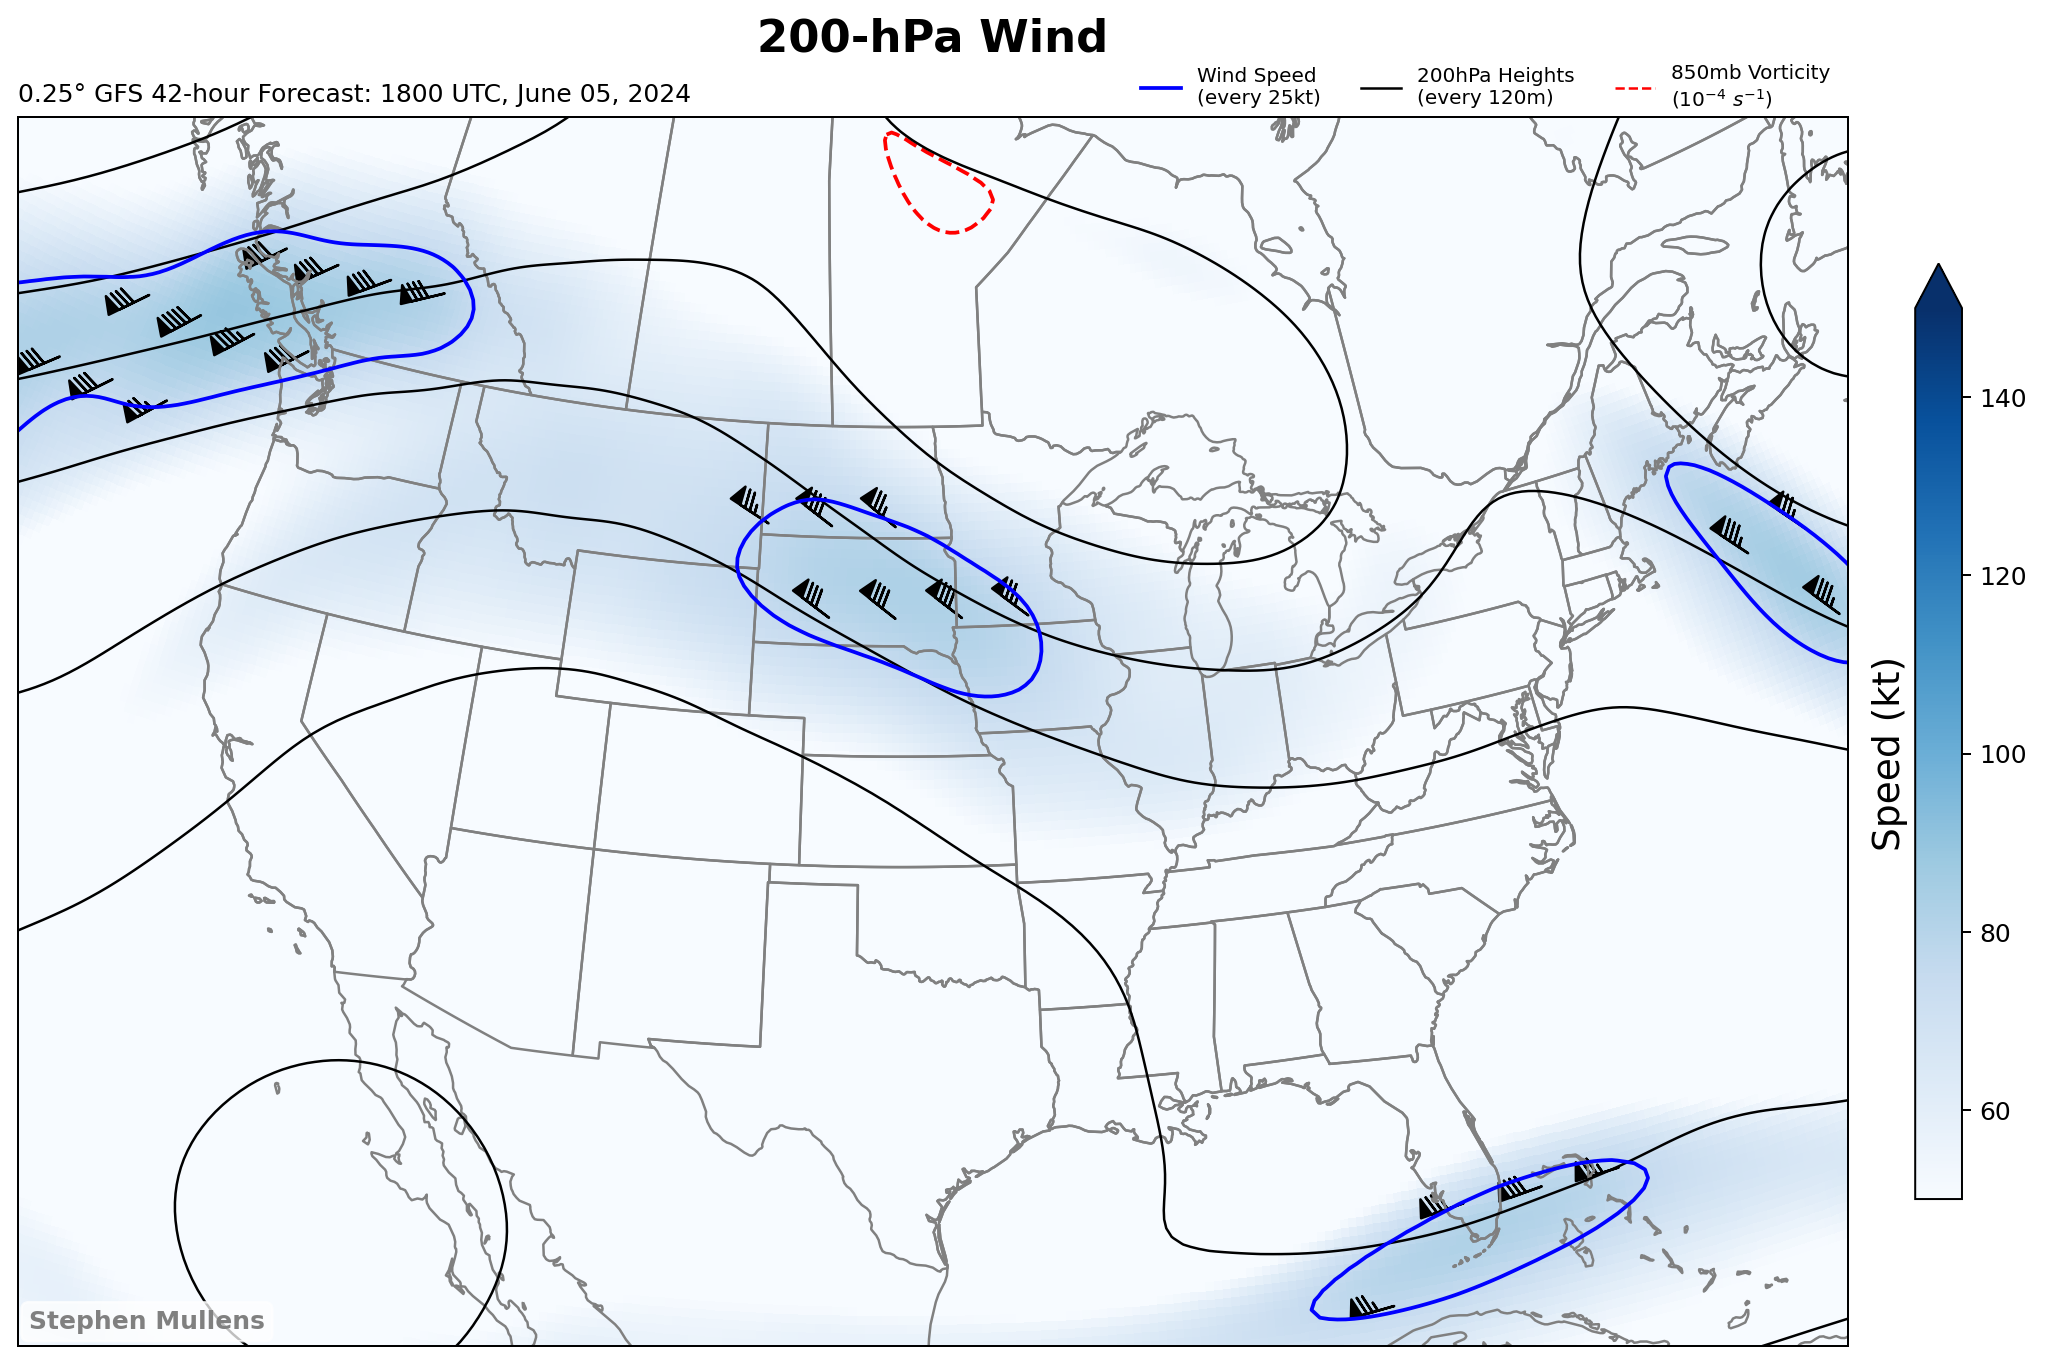 200-hPa Wind
0.25° GFS 42-hour Forecast: 1800 UTC, June 05, 2024
Wind Speed
(every 25kt)
200hPa Heights
(every 120m)
850mb Vorticity
(10⁻⁴ s⁻¹)
140
120
100
80
60
Speed (kt)
Stephen Mullens